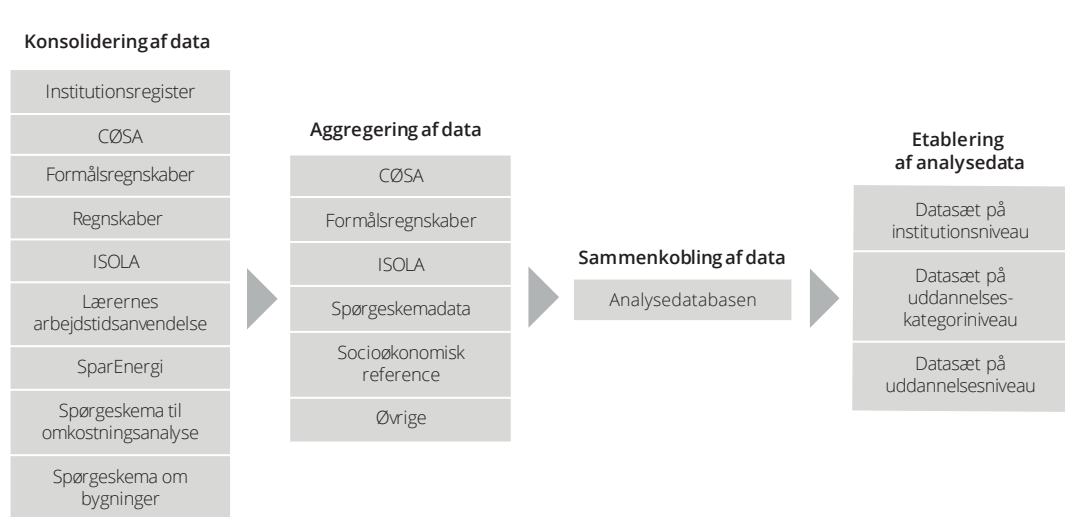 Konsolidering af data
Institutionsregister
CØSA
Formålsregnskaber
Regnskaber
ISOLA
Lærernes
arbejdstidsanvendelse
SparEnergi
Spørgeskema til
omkostningsanalyse
Spørgeskema om
bygninger
Aggregering af data
CØSA
Formålsregnskaber
ISOLA
Spørgeskemadata
Socioøkonomisk
reference
Øvrige
Sammenkobling af data
Analysedatabasen
Etablering
af analysedata
Datasæt på
institutionsniveau
Datasæt på
uddannelses-
kategoriniveau
Datasæt på
uddannelsesniveau